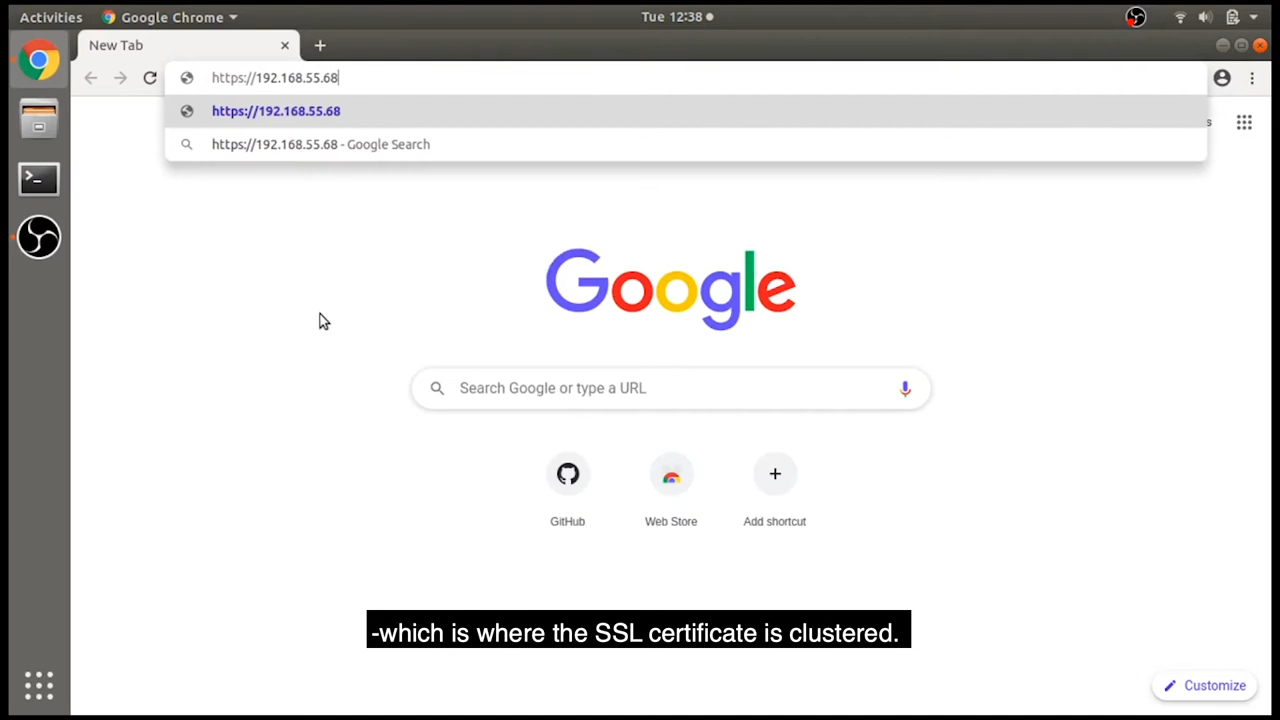 Activities Google Chrome Tue 12:38
New Tab
https://192.168.55.68
https://192.168.55.68
https://192.168.55.68 - Google Search
s
Google
Search Google or type a URL
GitHub Web Store Add shortcut
-which is where the SSL certificate is clustered.
Customize